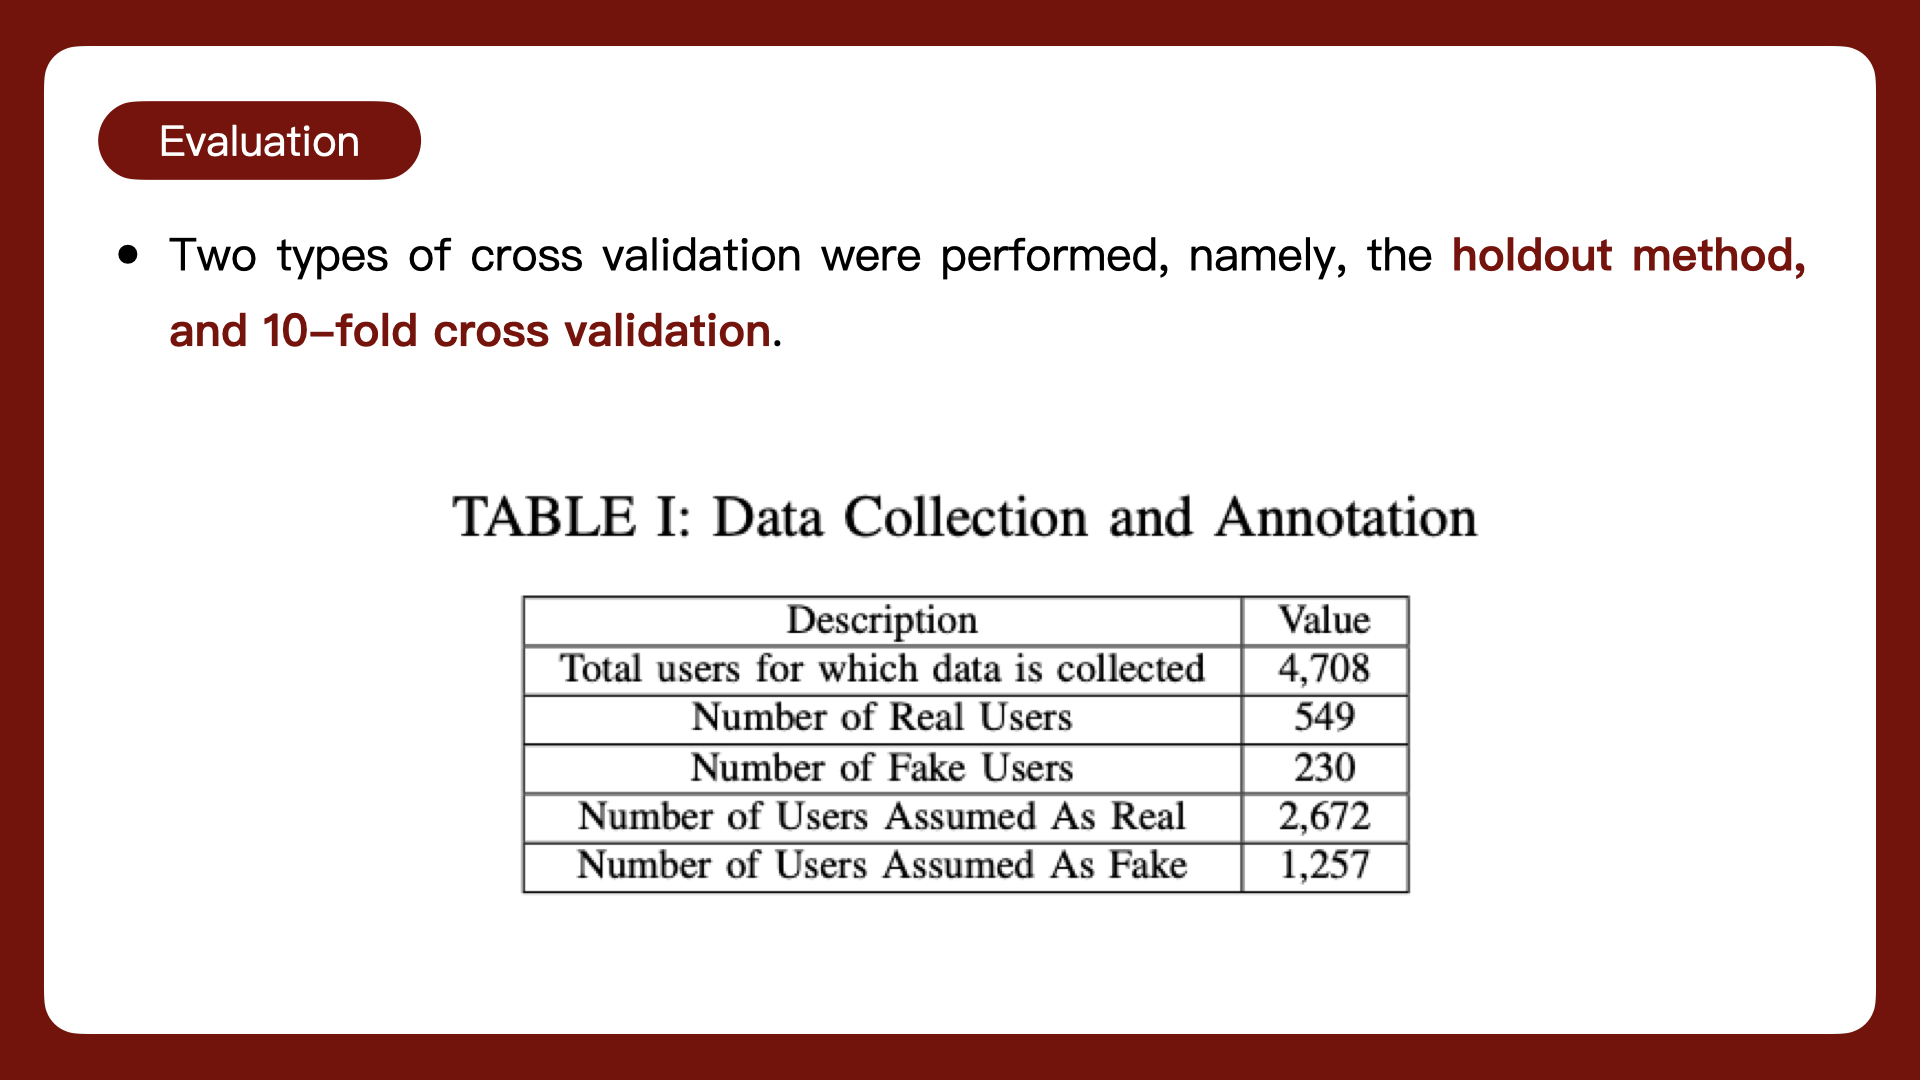 Evaluation
• Two types of cross validation were performed, namely, the holdout method,
and 10–fold cross validation.
TABLE I: Data Collection and Annotation
Description Value
Total users for which data is collected 4,708
Number of Real Users 549
Number of Fake Users 230
Number of Users Assumed As Real 2,672
Number of Users Assumed As Fake 1,257